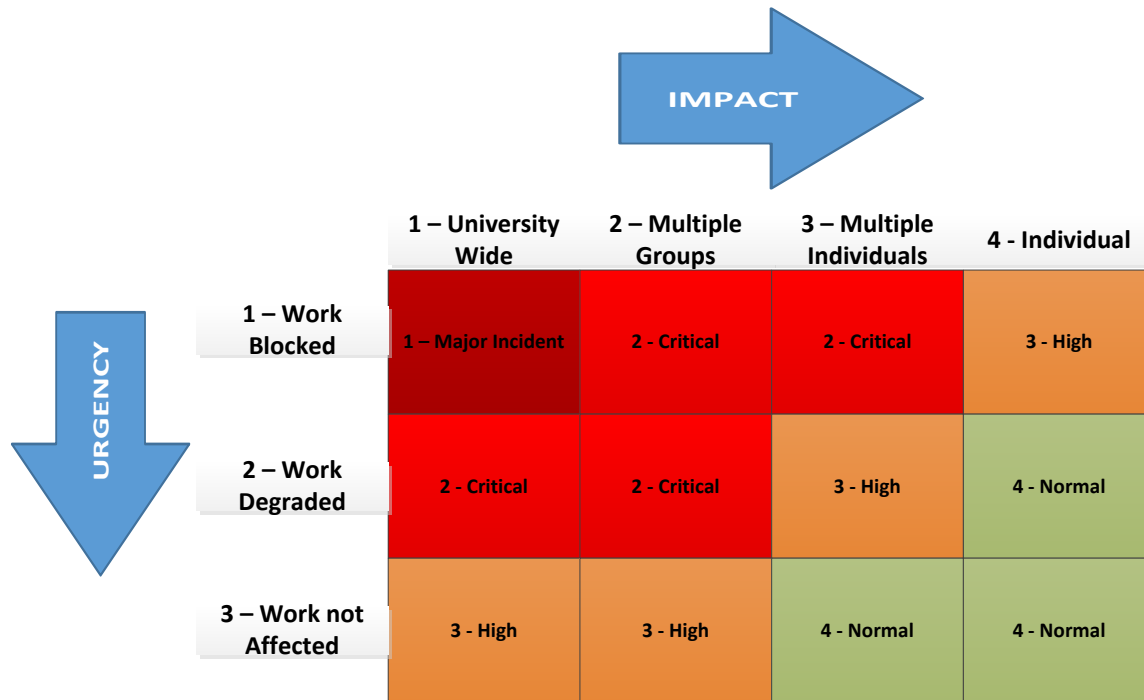 IMPACT
1 – University
Wide
2 – Multiple
Groups
3 – Multiple
Individuals
4 - Individual
URGENCY
1 – Work
Blocked
1 – Major Incident
2 - Critical
2 - Critical
3 - High
2 – Work
Degraded
2 - Critical
2 - Critical
3 - High
4 - Normal
3 – Work not
Affected
3 - High
3 - High
4 - Normal
4 - Normal